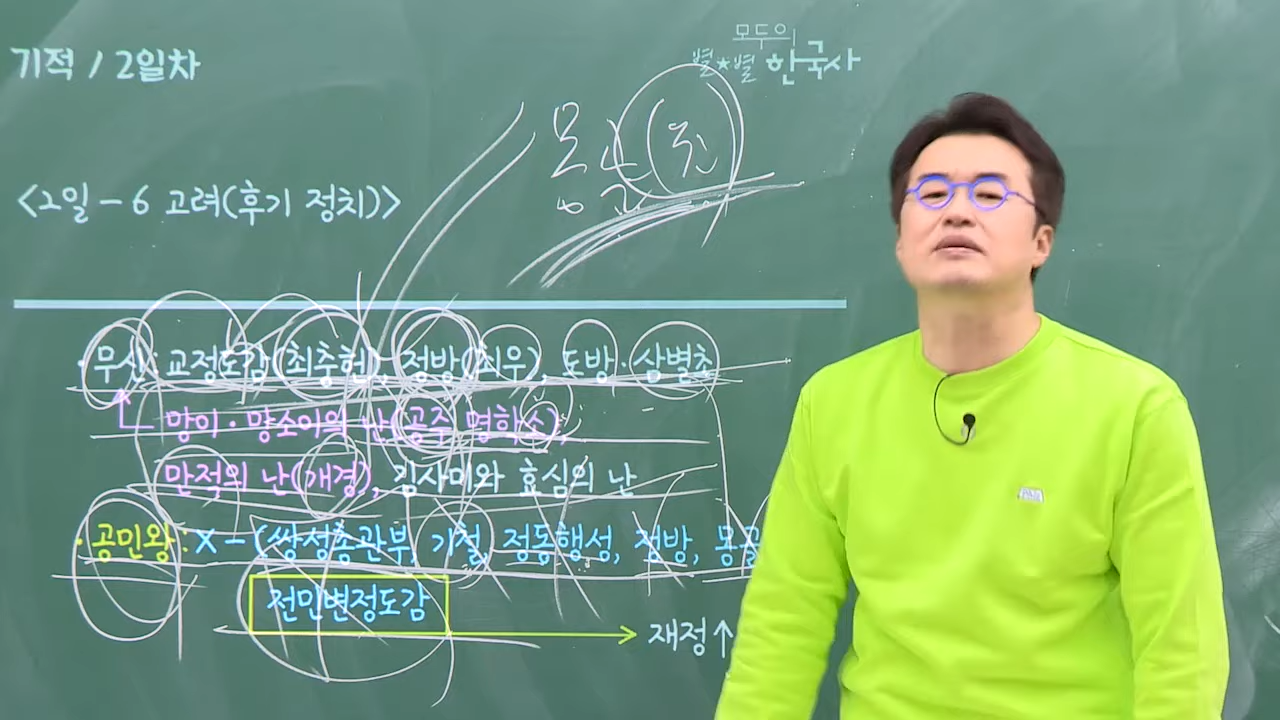 기적 / 2일차
모두의
별★별 한국사
<2일 - 6 고려(후기 정치)>
· 무신: 교정도감(최충헌), 정방(최우), 도방 · 삼별초
망이 · 망소이의 난(공주 명학소),
만적의 난(개경), 김사미와 효심의 난
· 공민왕: X - (쌍성총관부, 기철, 정동행성, 정방, 몽골
전민변정도감
재정↑